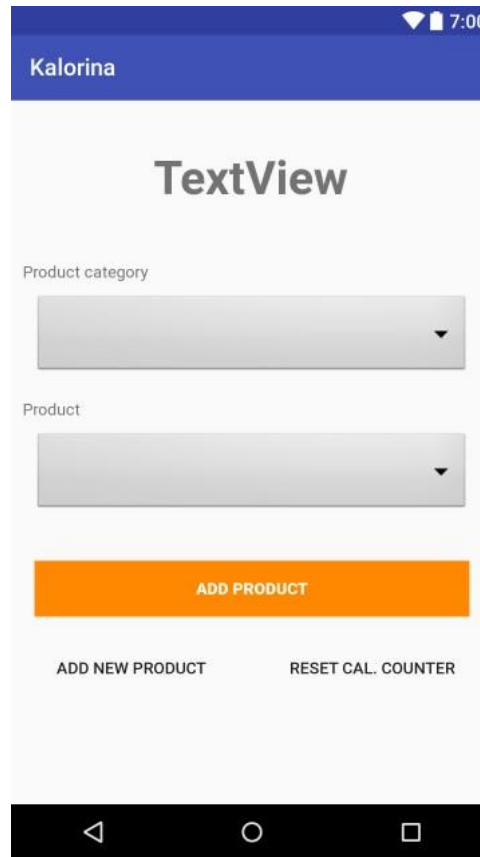 7:00
Kalorina
TextView
Product category
Product
ADD PRODUCT
ADD NEW PRODUCT RESET CAL. COUNTER